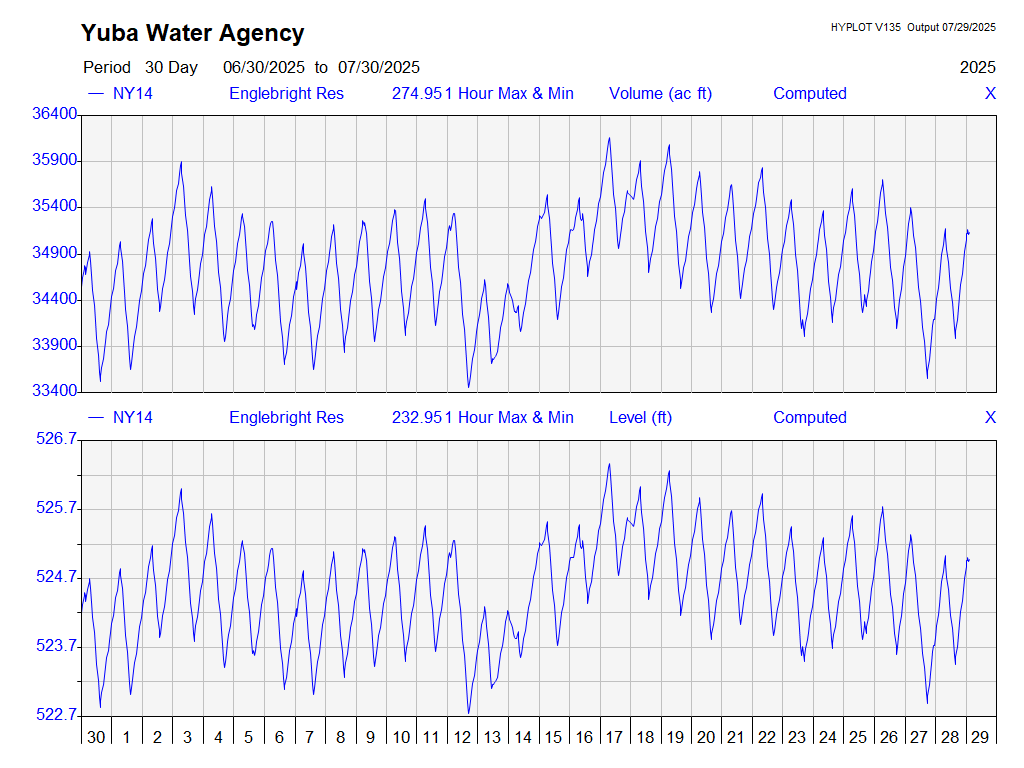 Yuba Water Agency
HYPLOT V135 Output 07/29/2025
Period 30 Day 06/30/2025 to 07/30/2025 2025
— NY14 Englebright Res 274.951 Hour Max & Min Volume (ac ft) Computed X
36400
35900
35400
34900
34400
33900
33400
— NY14 Englebright Res 232.951 Hour Max & Min Level (ft) Computed X
526.7
525.7
524.7
523.7
522.7
30 1 2 3 4 5 6 7 8 9 10 11 12 13 14 15 16 17 18 19 20 21 22 23 24 25 26 27 28 29